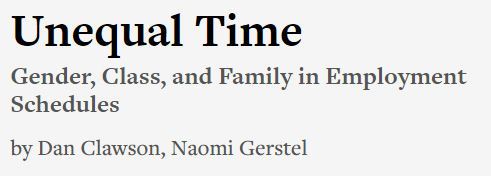 Unequal Time
Gender, Class, and Family in Employment
Schedules
by Dan Clawson, Naomi Gerstel